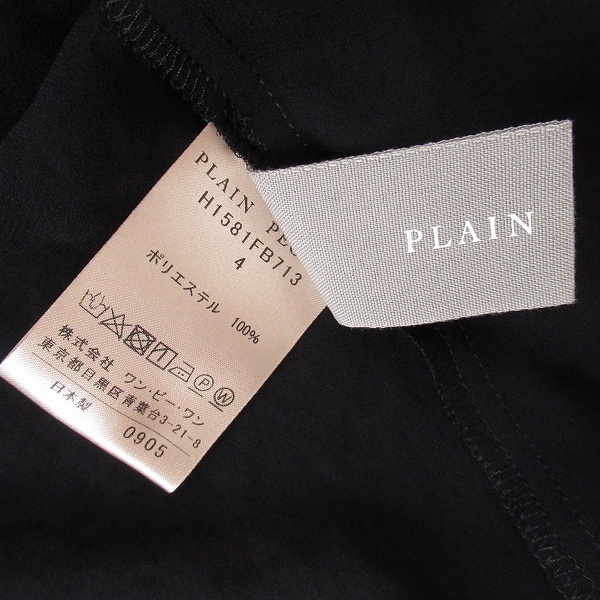 PLAIN
H1581FB713
4
ポリエステル 100%
株式会社 ワン・ピー・ワン
東京都目黒区青葉台3-21-8
日本製
0905
PLAIN